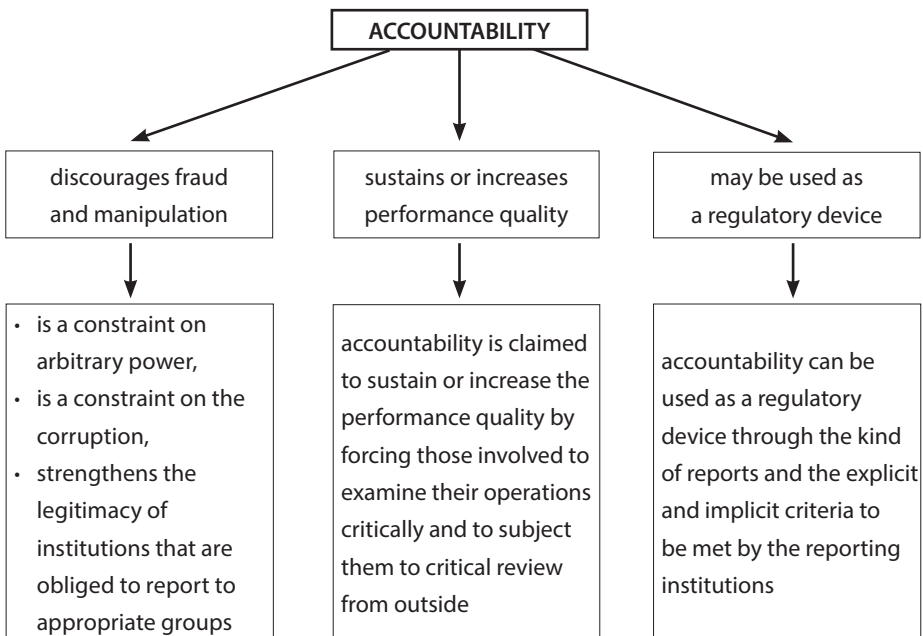 ACCOUNTABILITY
discourages fraud
and manipulation
sustains or increases
performance quality
may be used as
a regulatory device
• is a constraint on
arbitrary power,
• is a constraint on the
corruption,
• strengthens the
legitimacy of
institutions that are
obliged to report to
appropriate groups
accountability is claimed
to sustain or increase the
performance quality by
forcing those involved to
examine their operations
critically and to subject
them to critical review
from outside
accountability can be
used as a regulatory
device through the kind
of reports and the explicit
and implicit criteria to
be met by the reporting
institutions